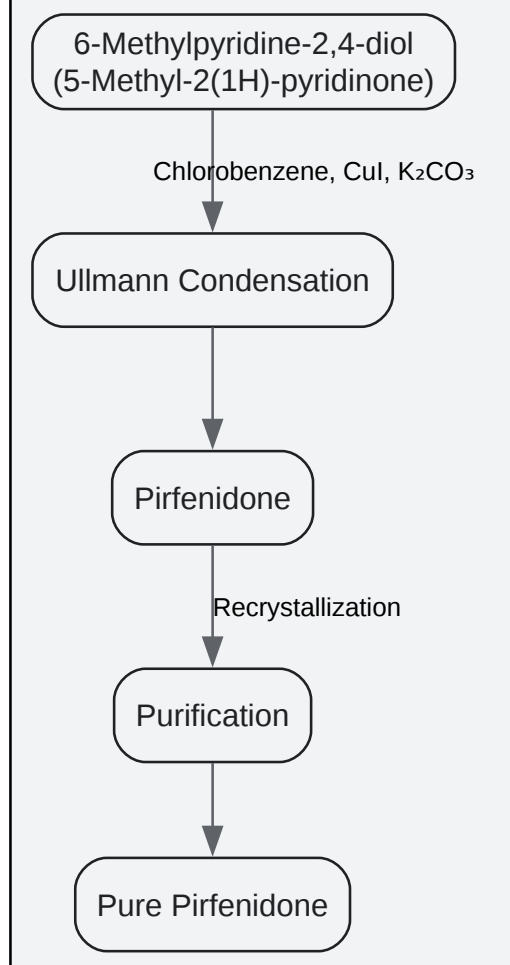 6-Methylpyridine-2,4-diol
(5-Methyl-2(1H)-pyridinone)
Chlorobenzene, CuI, K₂CO₃
Ullmann Condensation
Pirfenidone
Recrystallization
Purification
Pure Pirfenidone